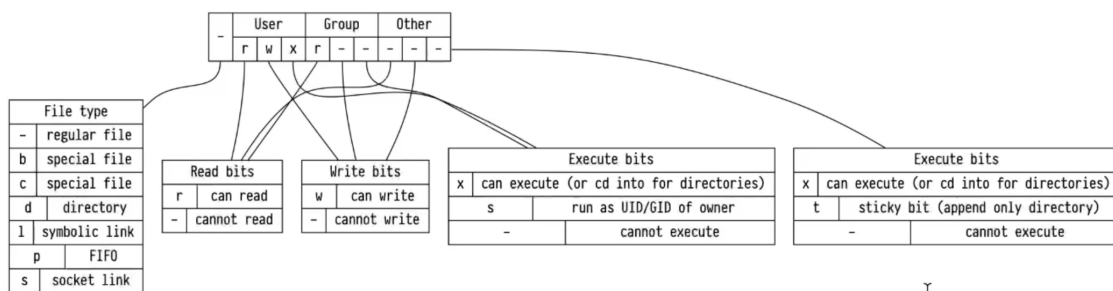 - User Group Other
r w x r - - - - -
File type
- regular file
b special file
c special file
d directory
l symbolic link
p FIFO
s socket link
Read bits
r can read
- cannot read
Write bits
w can write
- cannot write
Execute bits
x can execute (or cd into for directories)
s run as UID/GID of owner
- cannot execute
Execute bits
x can execute (or cd into for directories)
t sticky bit (append only directory)
- cannot execute